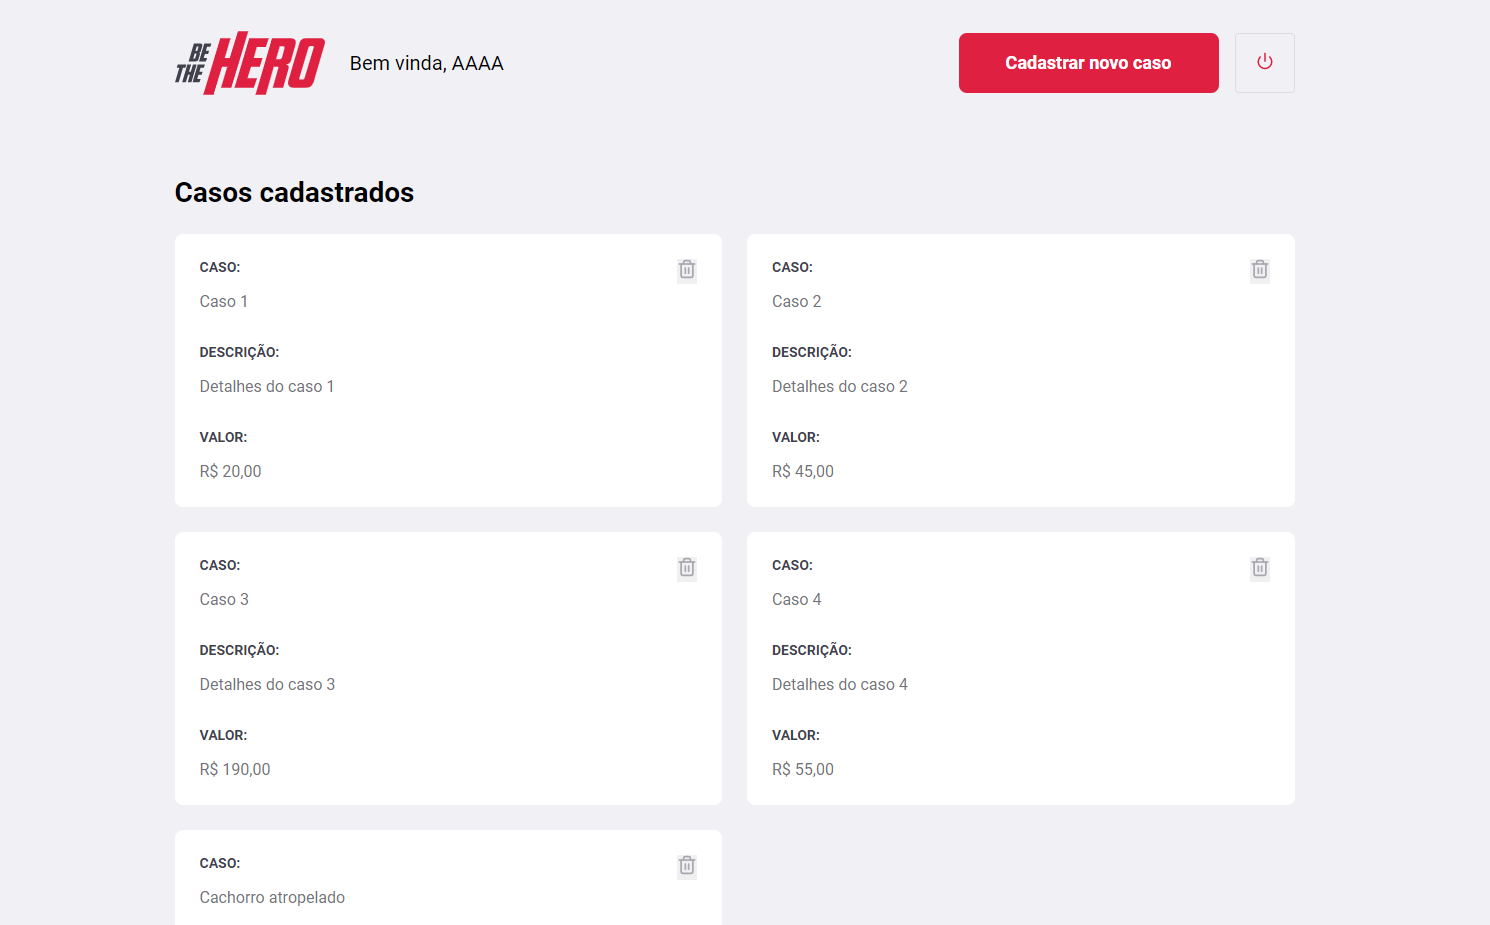 BE THE HERO
Bem vinda, AAAA
Cadastrar novo caso
Casos cadastrados
CASO:
Caso 1
DESCRIÇÃO:
Detalhes do caso 1
VALOR:
R$ 20,00
CASO:
Caso 2
DESCRIÇÃO:
Detalhes do caso 2
VALOR:
R$ 45,00
CASO:
Caso 3
DESCRIÇÃO:
Detalhes do caso 3
VALOR:
R$ 190,00
CASO:
Caso 4
DESCRIÇÃO:
Detalhes do caso 4
VALOR:
R$ 55,00
CASO:
Cachorro atropelado